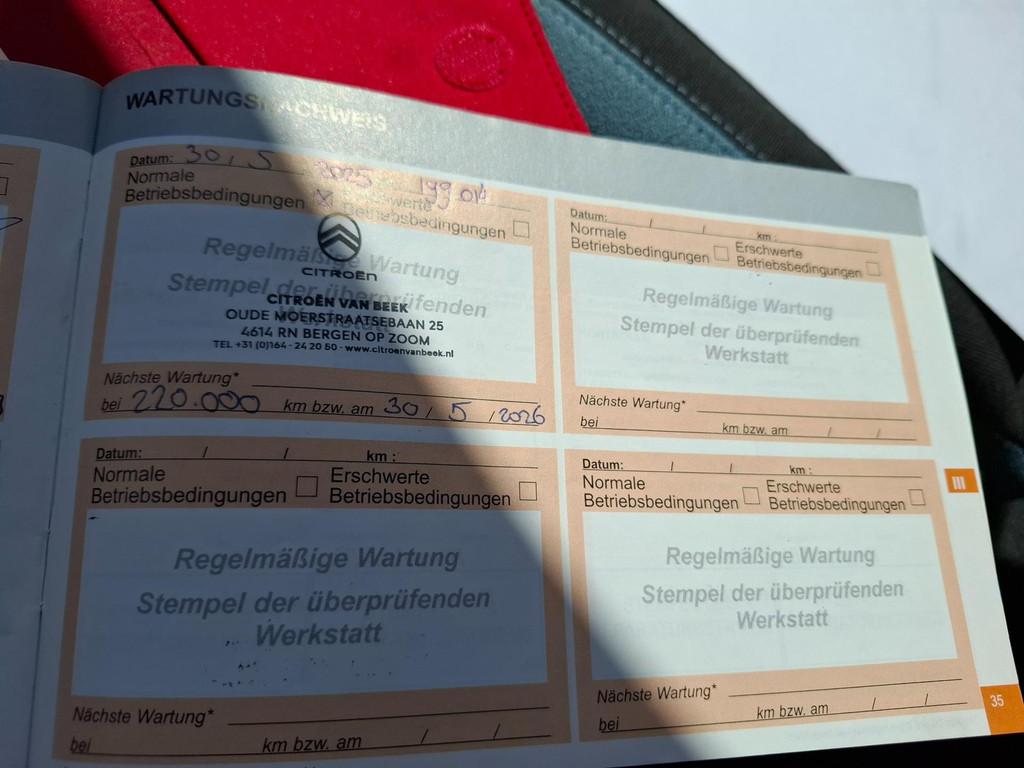 WARTUNGSNACHWEIS
Datum: 30 / 5 2025 199 014
Normale
Betriebsbedingungen X Erschwerte Betriebsbedingungen
Regelmäßige Wartung
Stempel der überprüfenden
CITROËN
CITROËN VAN BEEK
OUDE MOERSTRAATSEBAAN 25
4614 RN BERGEN OP ZOOM
TEL +31 (0)164 - 24 20 50 - www.citroenvanbeek.nl
Nächste Wartung*
bei 220.000 km bzw. am 30 / 5 / 2026
Datum: / / km :
Normale Erschwerte
Betriebsbedingungen Betriebsbedingungen
Regelmäßige Wartung
Stempel der überprüfenden
Werkstatt
Nächste Wartung*
bei km bzw. am / /
Datum: / / km :
Normale Erschwerte
Betriebsbedingungen Betriebsbedingungen
Regelmäßige Wartung
Stempel der überprüfenden
Werkstatt
Nächste Wartung*
bei km bzw. am / /
Datum: / / km :
Normale Erschwerte
Betriebsbedingungen Betriebsbedingungen
Regelmäßige Wartung
Stempel der überprüfenden
Werkstatt
Nächste Wartung*
bei km bzw. am / /
III
35